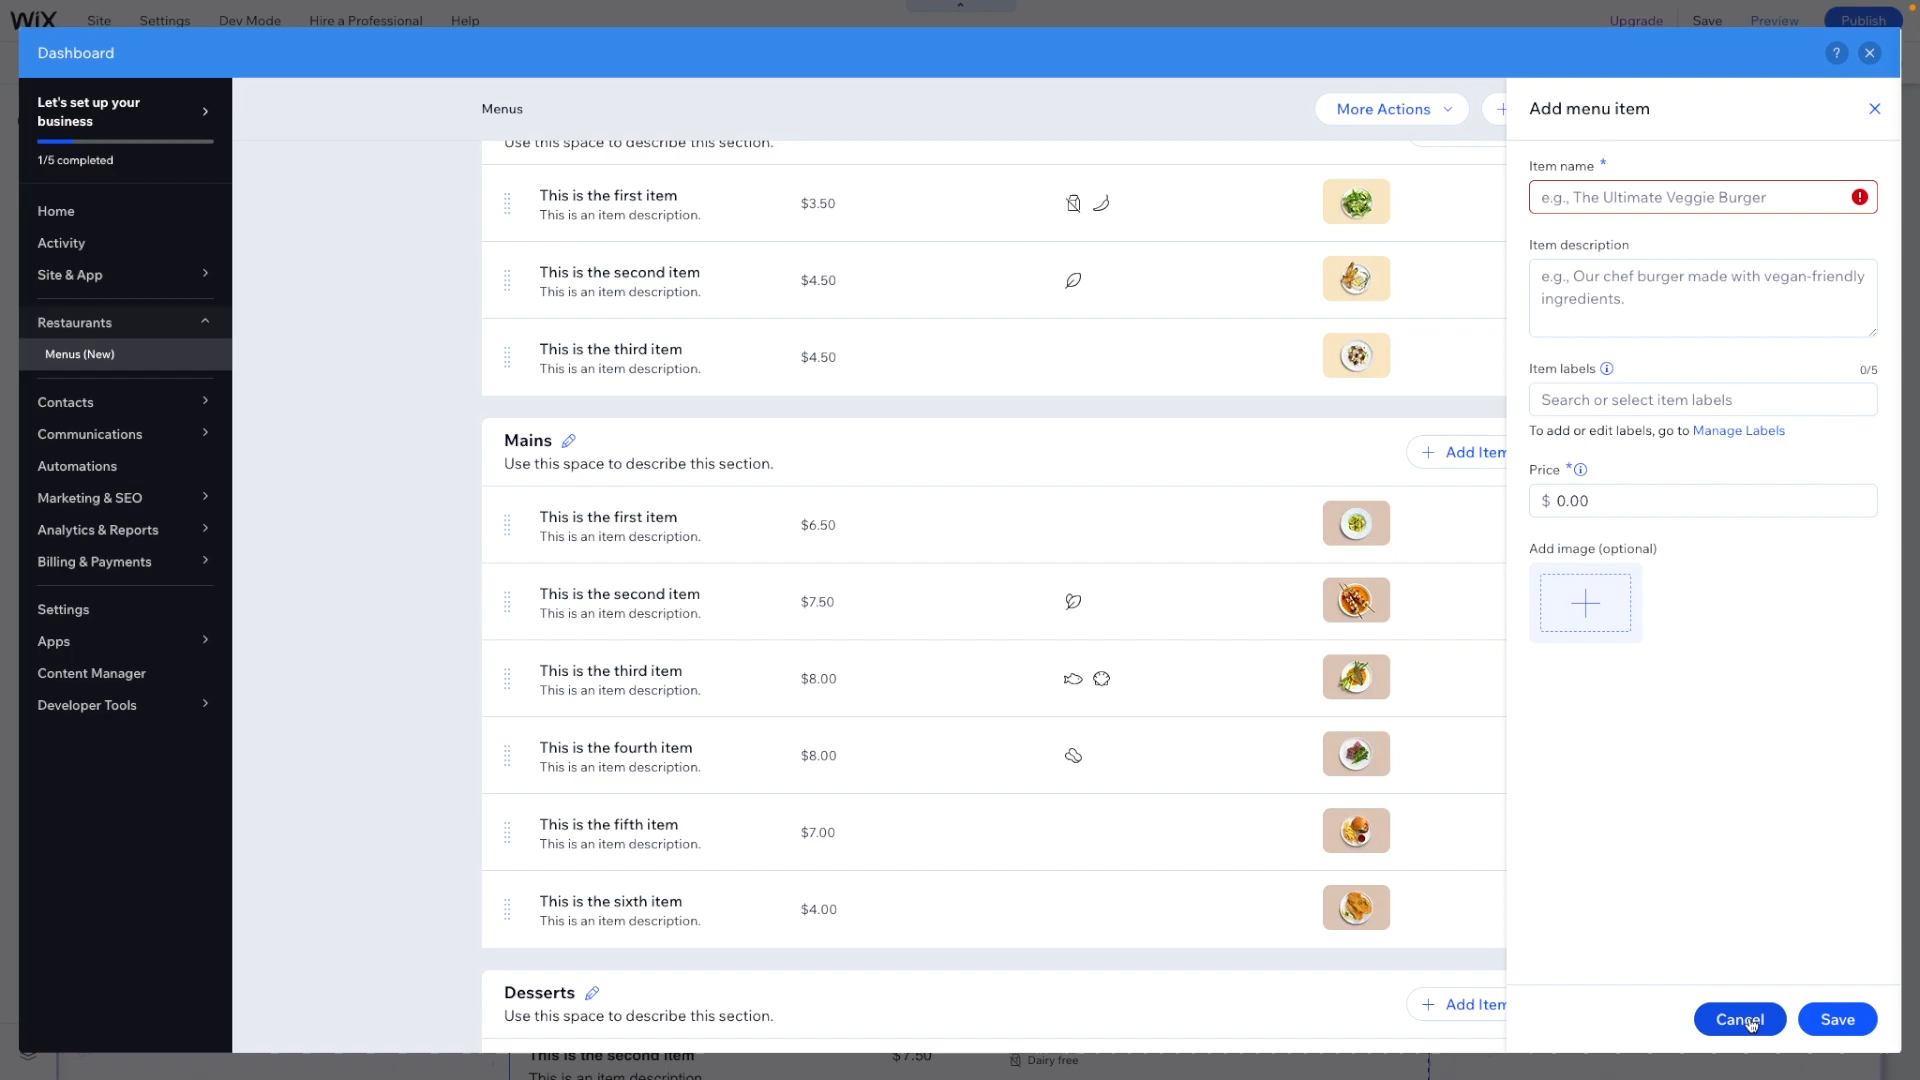 WIX Site Settings Dev Mode Hire a Professional Help Upgrade Save Preview Publish
Dashboard
?
Let's set up your
business
1/5 completed
Home
Activity
Site & App
Restaurants
Menus (New)
Contacts
Communications
Automations
Marketing & SEO
Analytics & Reports
Billing & Payments
Settings
Apps
Content Manager
Developer Tools
Menus
More Actions
Use this space to describe this section.
This is the first item
This is an item description.
$3.50
This is the second item
This is an item description.
$4.50
This is the third item
This is an item description.
$4.50
Mains
Use this space to describe this section.
+ Add Item
This is the first item
This is an item description.
$6.50
This is the second item
This is an item description.
$7.50
This is the third item
This is an item description.
$8.00
This is the fourth item
This is an item description.
$8.00
This is the fifth item
This is an item description.
$7.00
This is the sixth item
This is an item description.
$4.00
Desserts
Use this space to describe this section.
+ Add Item
This is the second item
$7.50
Dairy free
This is an item description
Add menu item
Item name *
e.g., The Ultimate Veggie Burger
Item description
e.g., Our chef burger made with vegan-friendly
ingredients.
Item labels
0/5
Search or select item labels
To add or edit labels, go to Manage Labels
Price *
$ 0.00
Add image (optional)
Cancel
Save